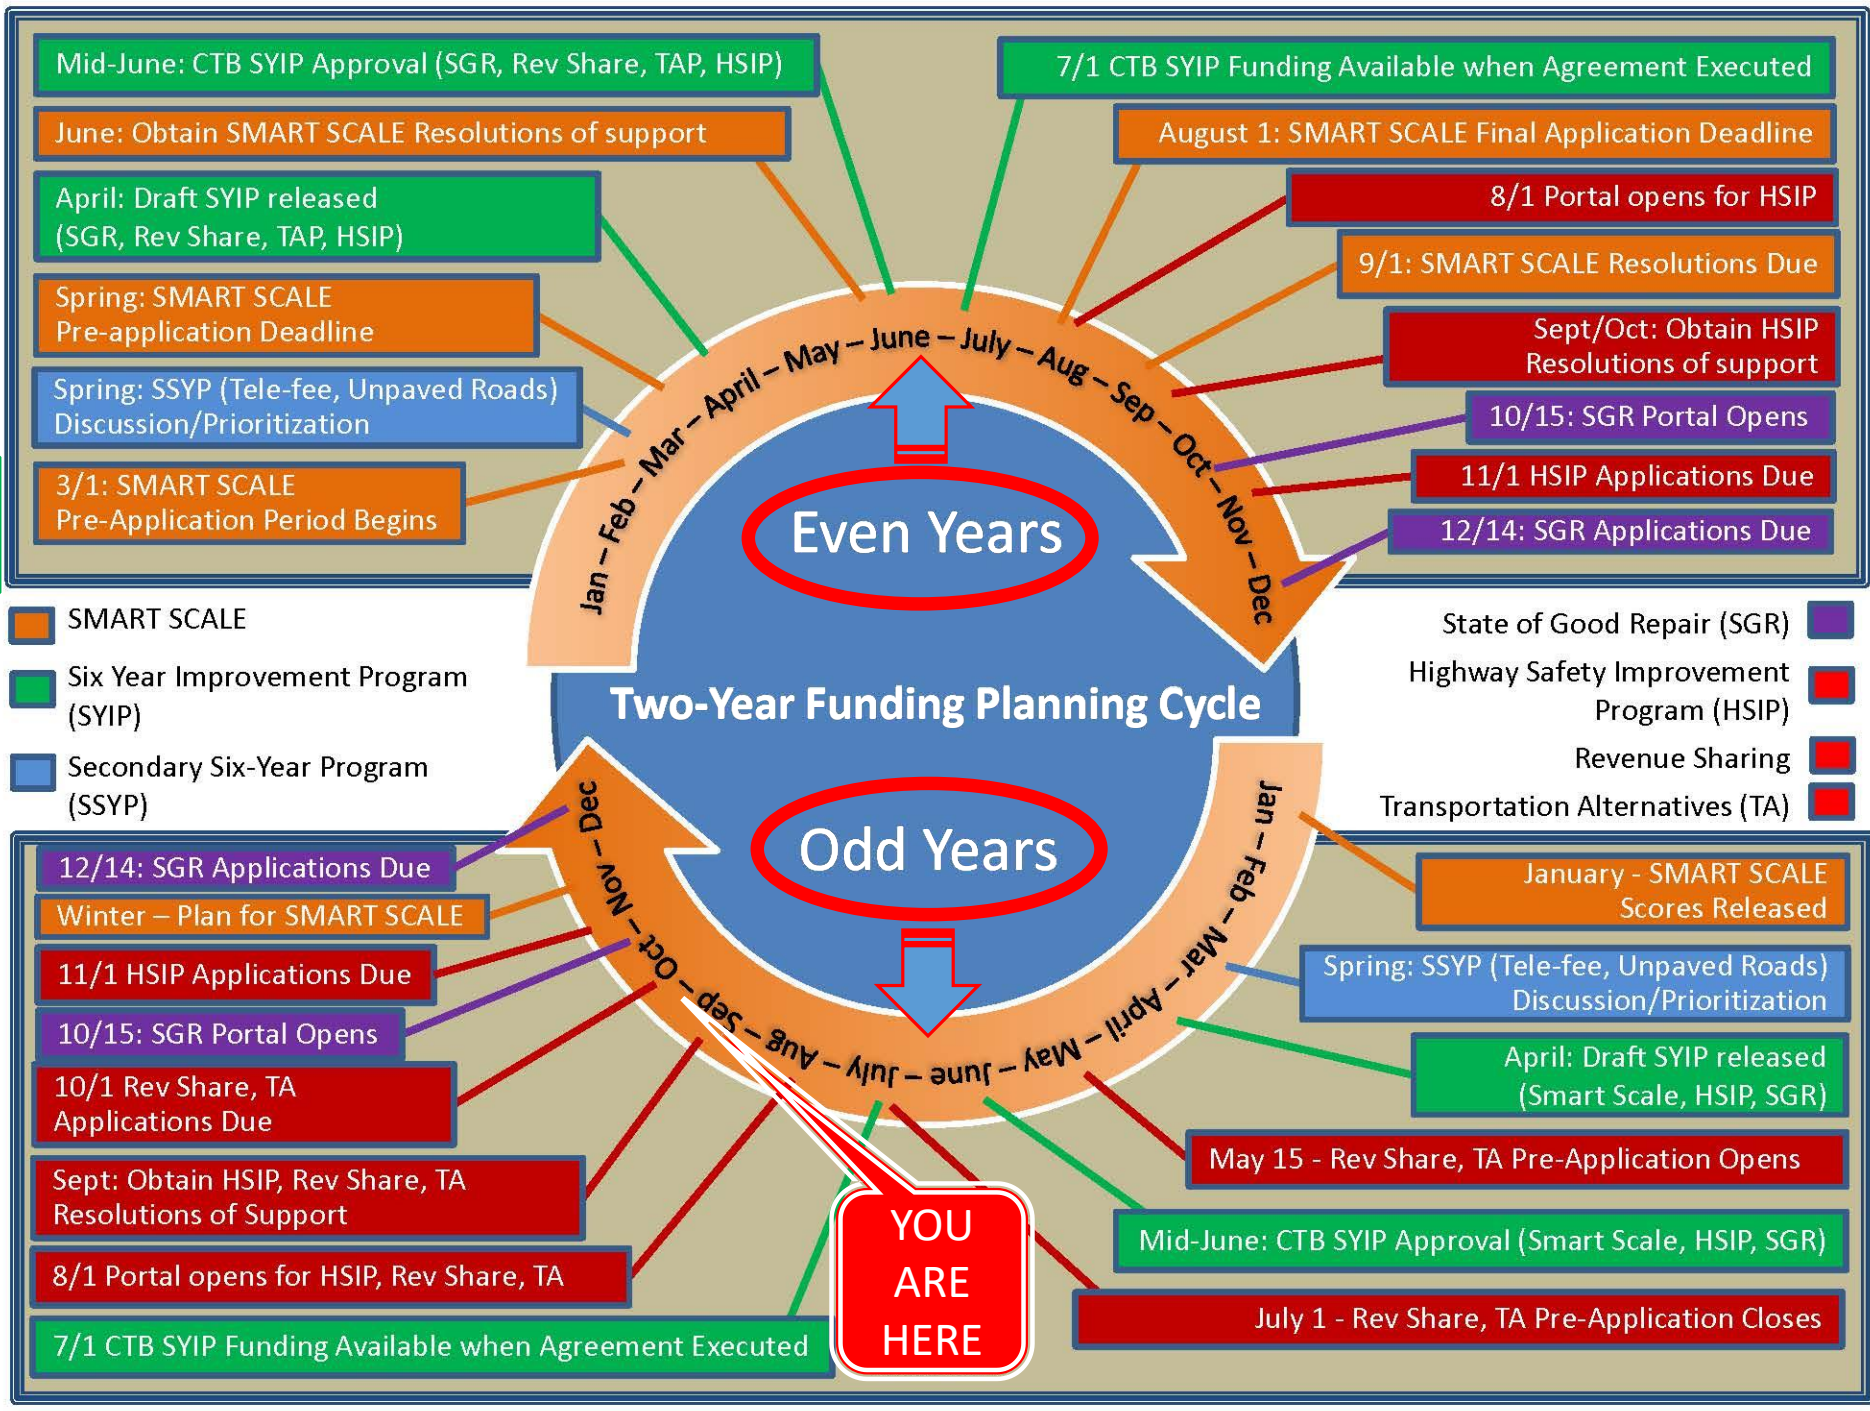 Mid-June: CTB SYIP Approval (SGR, Rev Share, TAP, HSIP)
June: Obtain SMART SCALE Resolutions of support
April: Draft SYIP released
(SGR, Rev Share, TAP, HSIP)
Spring: SMART SCALE
Pre-application Deadline
Spring: SSYP (Tele-fee, Unpaved Roads)
Discussion/Prioritization
3/1: SMART SCALE
Pre-Application Period Begins
7/1 CTB SYIP Funding Available when Agreement Executed
August 1: SMART SCALE Final Application Deadline
8/1 Portal opens for HSIP
9/1: SMART SCALE Resolutions Due
Sept/Oct: Obtain HSIP
Resolutions of support
10/15: SGR Portal Opens
11/1 HSIP Applications Due
12/14: SGR Applications Due
Jan – Feb – Mar – April – May – June – July – Aug – Sep – Oct – Nov – Dec
Even Years
SMART SCALE
Six Year Improvement Program
(SYIP)
Secondary Six-Year Program
(SSYP)
Two-Year Funding Planning Cycle
State of Good Repair (SGR)
Highway Safety Improvement
Program (HSIP)
Revenue Sharing
Transportation Alternatives (TA)
Odd Years
Jan – Feb – Mar – April – May – June – July – Aug – Sep – Oct – Nov – Dec
January - SMART SCALE
Scores Released
Spring: SSYP (Tele-fee, Unpaved Roads)
Discussion/Prioritization
April: Draft SYIP released
(Smart Scale, HSIP, SGR)
May 15 - Rev Share, TA Pre-Application Opens
Mid-June: CTB SYIP Approval (Smart Scale, HSIP, SGR)
July 1 - Rev Share, TA Pre-Application Closes
12/14: SGR Applications Due
Winter – Plan for SMART SCALE
11/1 HSIP Applications Due
10/15: SGR Portal Opens
10/1 Rev Share, TA
Applications Due
Sept: Obtain HSIP, Rev Share, TA
Resolutions of Support
8/1 Portal opens for HSIP, Rev Share, TA
7/1 CTB SYIP Funding Available when Agreement Executed
YOU
ARE
HERE